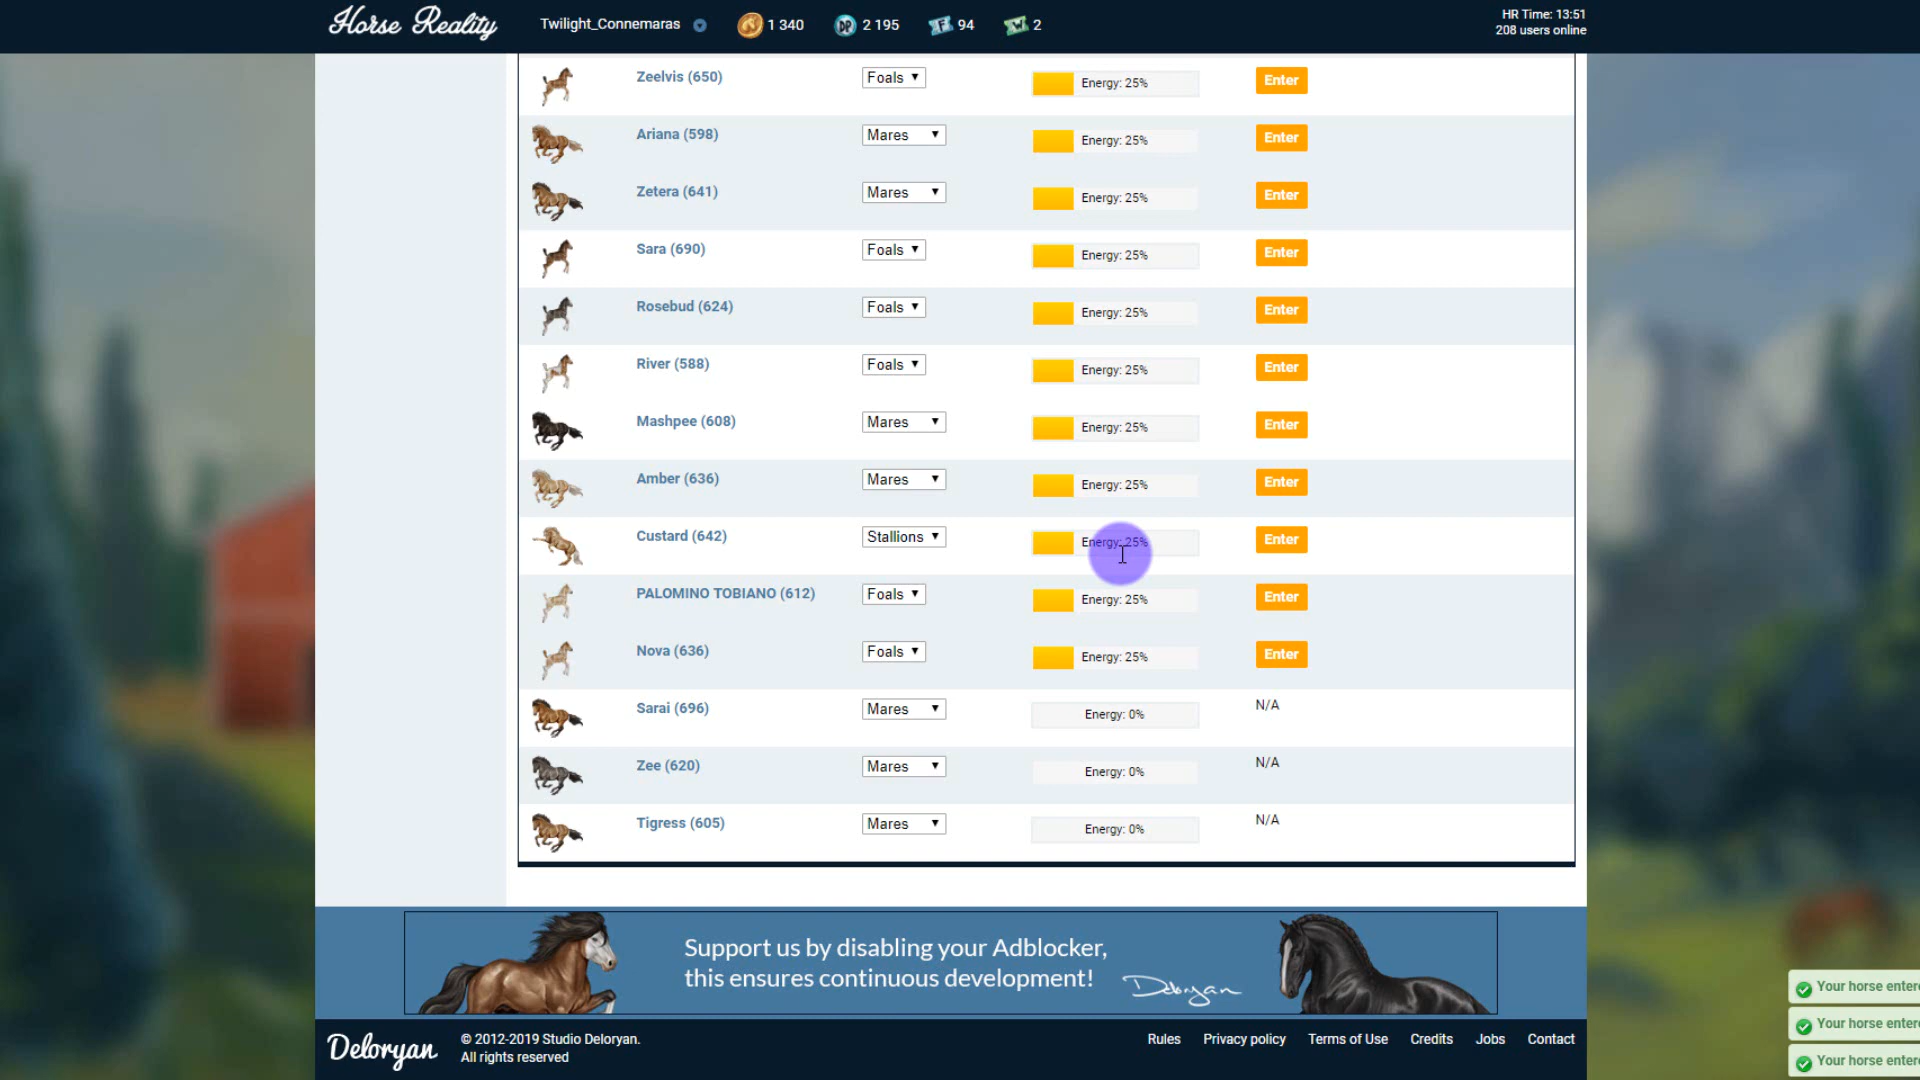 Horse Reality
Twilight_Connemaras
1 340
DP
2 195
F
94
2
HR Time: 13:51
208 users online
Zeelvis (650) Foals Energy: 25% Enter
Ariana (598) Mares Energy: 25% Enter
Zetera (641) Mares Energy: 25% Enter
Sara (690) Foals Energy: 25% Enter
Rosebud (624) Foals Energy: 25% Enter
River (588) Foals Energy: 25% Enter
Mashpee (608) Mares Energy: 25% Enter
Amber (636) Mares Energy: 25% Enter
Custard (642) Stallions Energy: 25% Enter
PALOMINO TOBIANO (612) Foals Energy: 25% Enter
Nova (636) Foals Energy: 25% Enter
Sarai (696) Mares Energy: 0% N/A
Zee (620) Mares Energy: 0% N/A
Tigress (605) Mares Energy: 0% N/A
Support us by disabling your Adblocker,
this ensures continuous development!
Deloryan
Your horse entere
Your horse entere
Your horse entere
Deloryan
© 2012-2019 Studio Deloryan.
All rights reserved
Rules Privacy policy Terms of Use Credits Jobs Contact